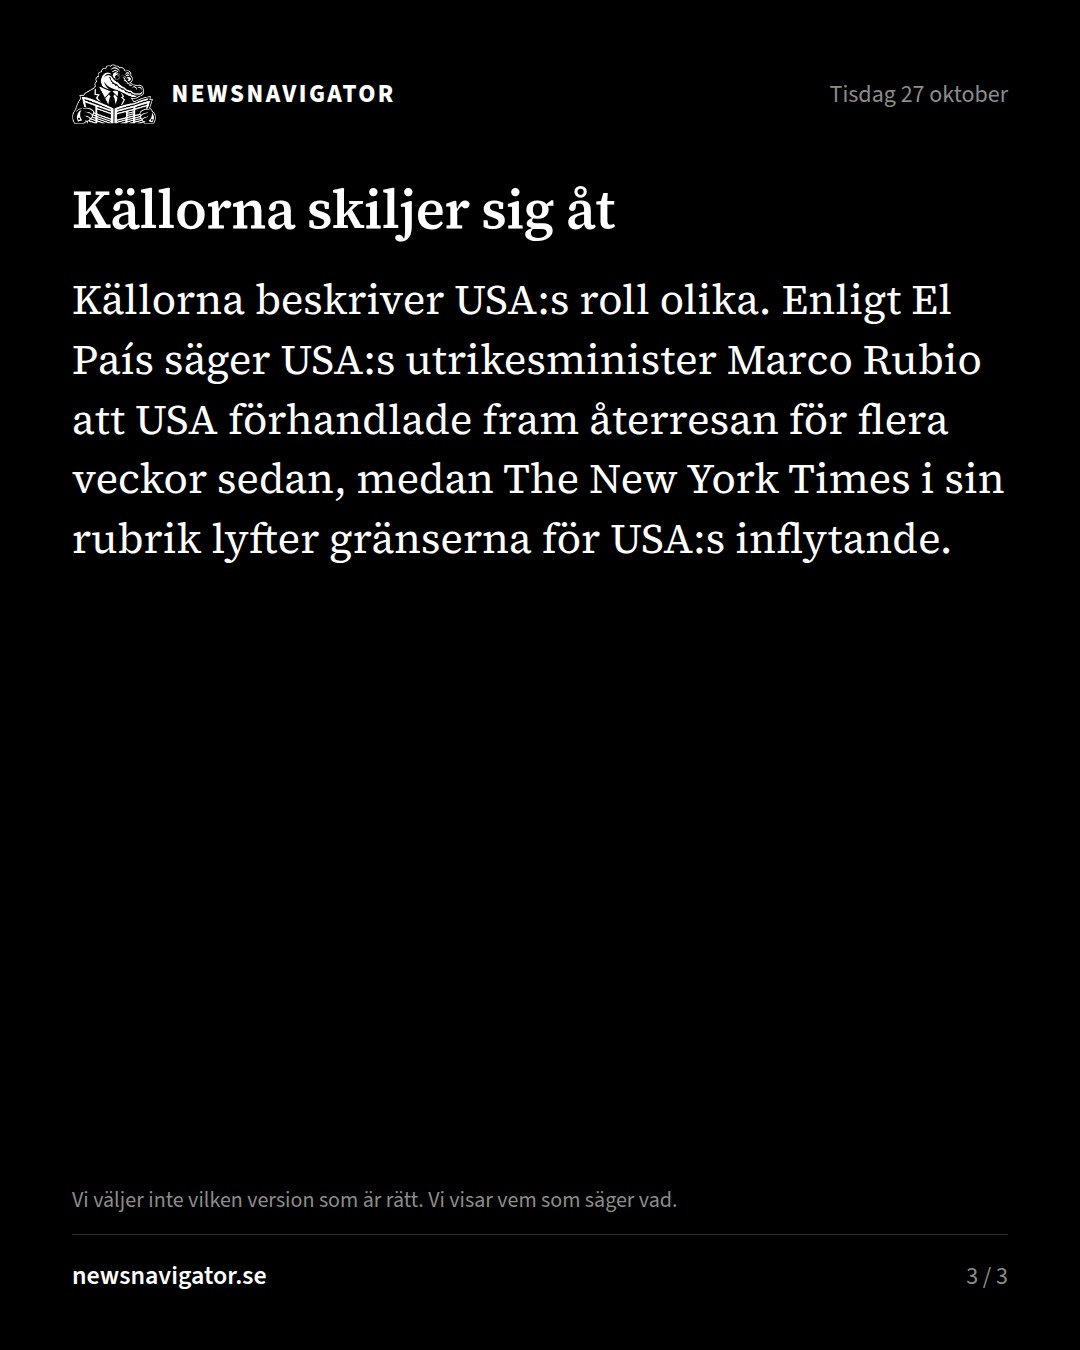 NEWSNAVIGATOR
Tisdag 27 oktober
Källorna skiljer sig åt
Källorna beskriver USA:s roll olika. Enligt El
País säger USA:s utrikesminister Marco Rubio
att USA förhandlade fram återresan för flera
veckor sedan, medan The New York Times i sin
rubrik lyfter gränserna för USA:s inflytande.
Vi väljer inte vilken version som är rätt. Vi visar vem som säger vad.
newsnavigator.se
3 / 3